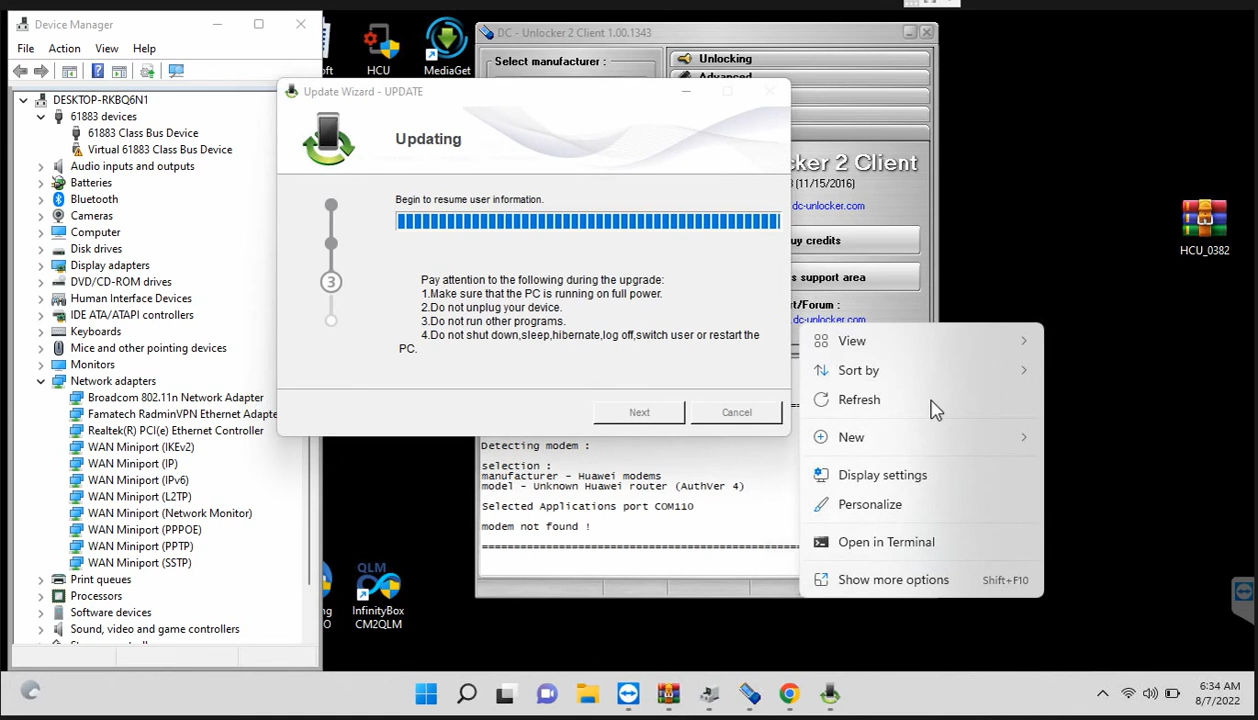 Device Manager
File Action View Help
DESKTOP-RKBQ6N1
61883 devices
61883 Class Bus Device
Virtual 61883 Class Bus Device
Audio inputs and outputs
Batteries
Bluetooth
Cameras
Computer
Disk drives
Display adapters
DVD/CD-ROM drives
Human Interface Devices
IDE ATA/ATAPI controllers
Keyboards
Mice and other pointing devices
Monitors
Network adapters
Broadcom 802.11n Network Adapter
Famatech RadminVPN Ethernet Adapte
Realtek(R) PCI(e) Ethernet Controller
WAN Miniport (IKEv2)
WAN Miniport (IP)
WAN Miniport (IPv6)
WAN Miniport (L2TP)
WAN Miniport (Network Monitor)
WAN Miniport (PPPOE)
WAN Miniport (PPTP)
WAN Miniport (SSTP)
Print queues
Processors
Software devices
Sound, video and game controllers
oft
HCU
MediaGet
DC - Unlocker 2 Client 1.00.1343
Select manufacturer :
Unlocking
Advanced
Update Wizard - UPDATE
Updating
Begin to resume user information.
3
Pay attention to the following during the upgrade:
1.Make sure that the PC is running on full power.
2.Do not unplug your device.
3.Do not run other programs.
4.Do not shut down,sleep,hibernate,log off,switch user or restart the
PC.
Next Cancel
cker 2 Client
3 (11/15/2016)
dc-unlocker.com
uy credits
s support area
rt/Forum :
dc-unlocker.com
Detecting modem :
selection :
manufacturer - Huawei modems
model - Unknown Huawei router (AuthVer 4)
Selected Applications port COM110
modem not found !
HCU_0382
View
Sort by
Refresh
New
Display settings
Personalize
Open in Terminal
Show more options Shift+F10
ng
O
QLM
InfinityBox
CM2QLM
6:34 AM
8/7/2022